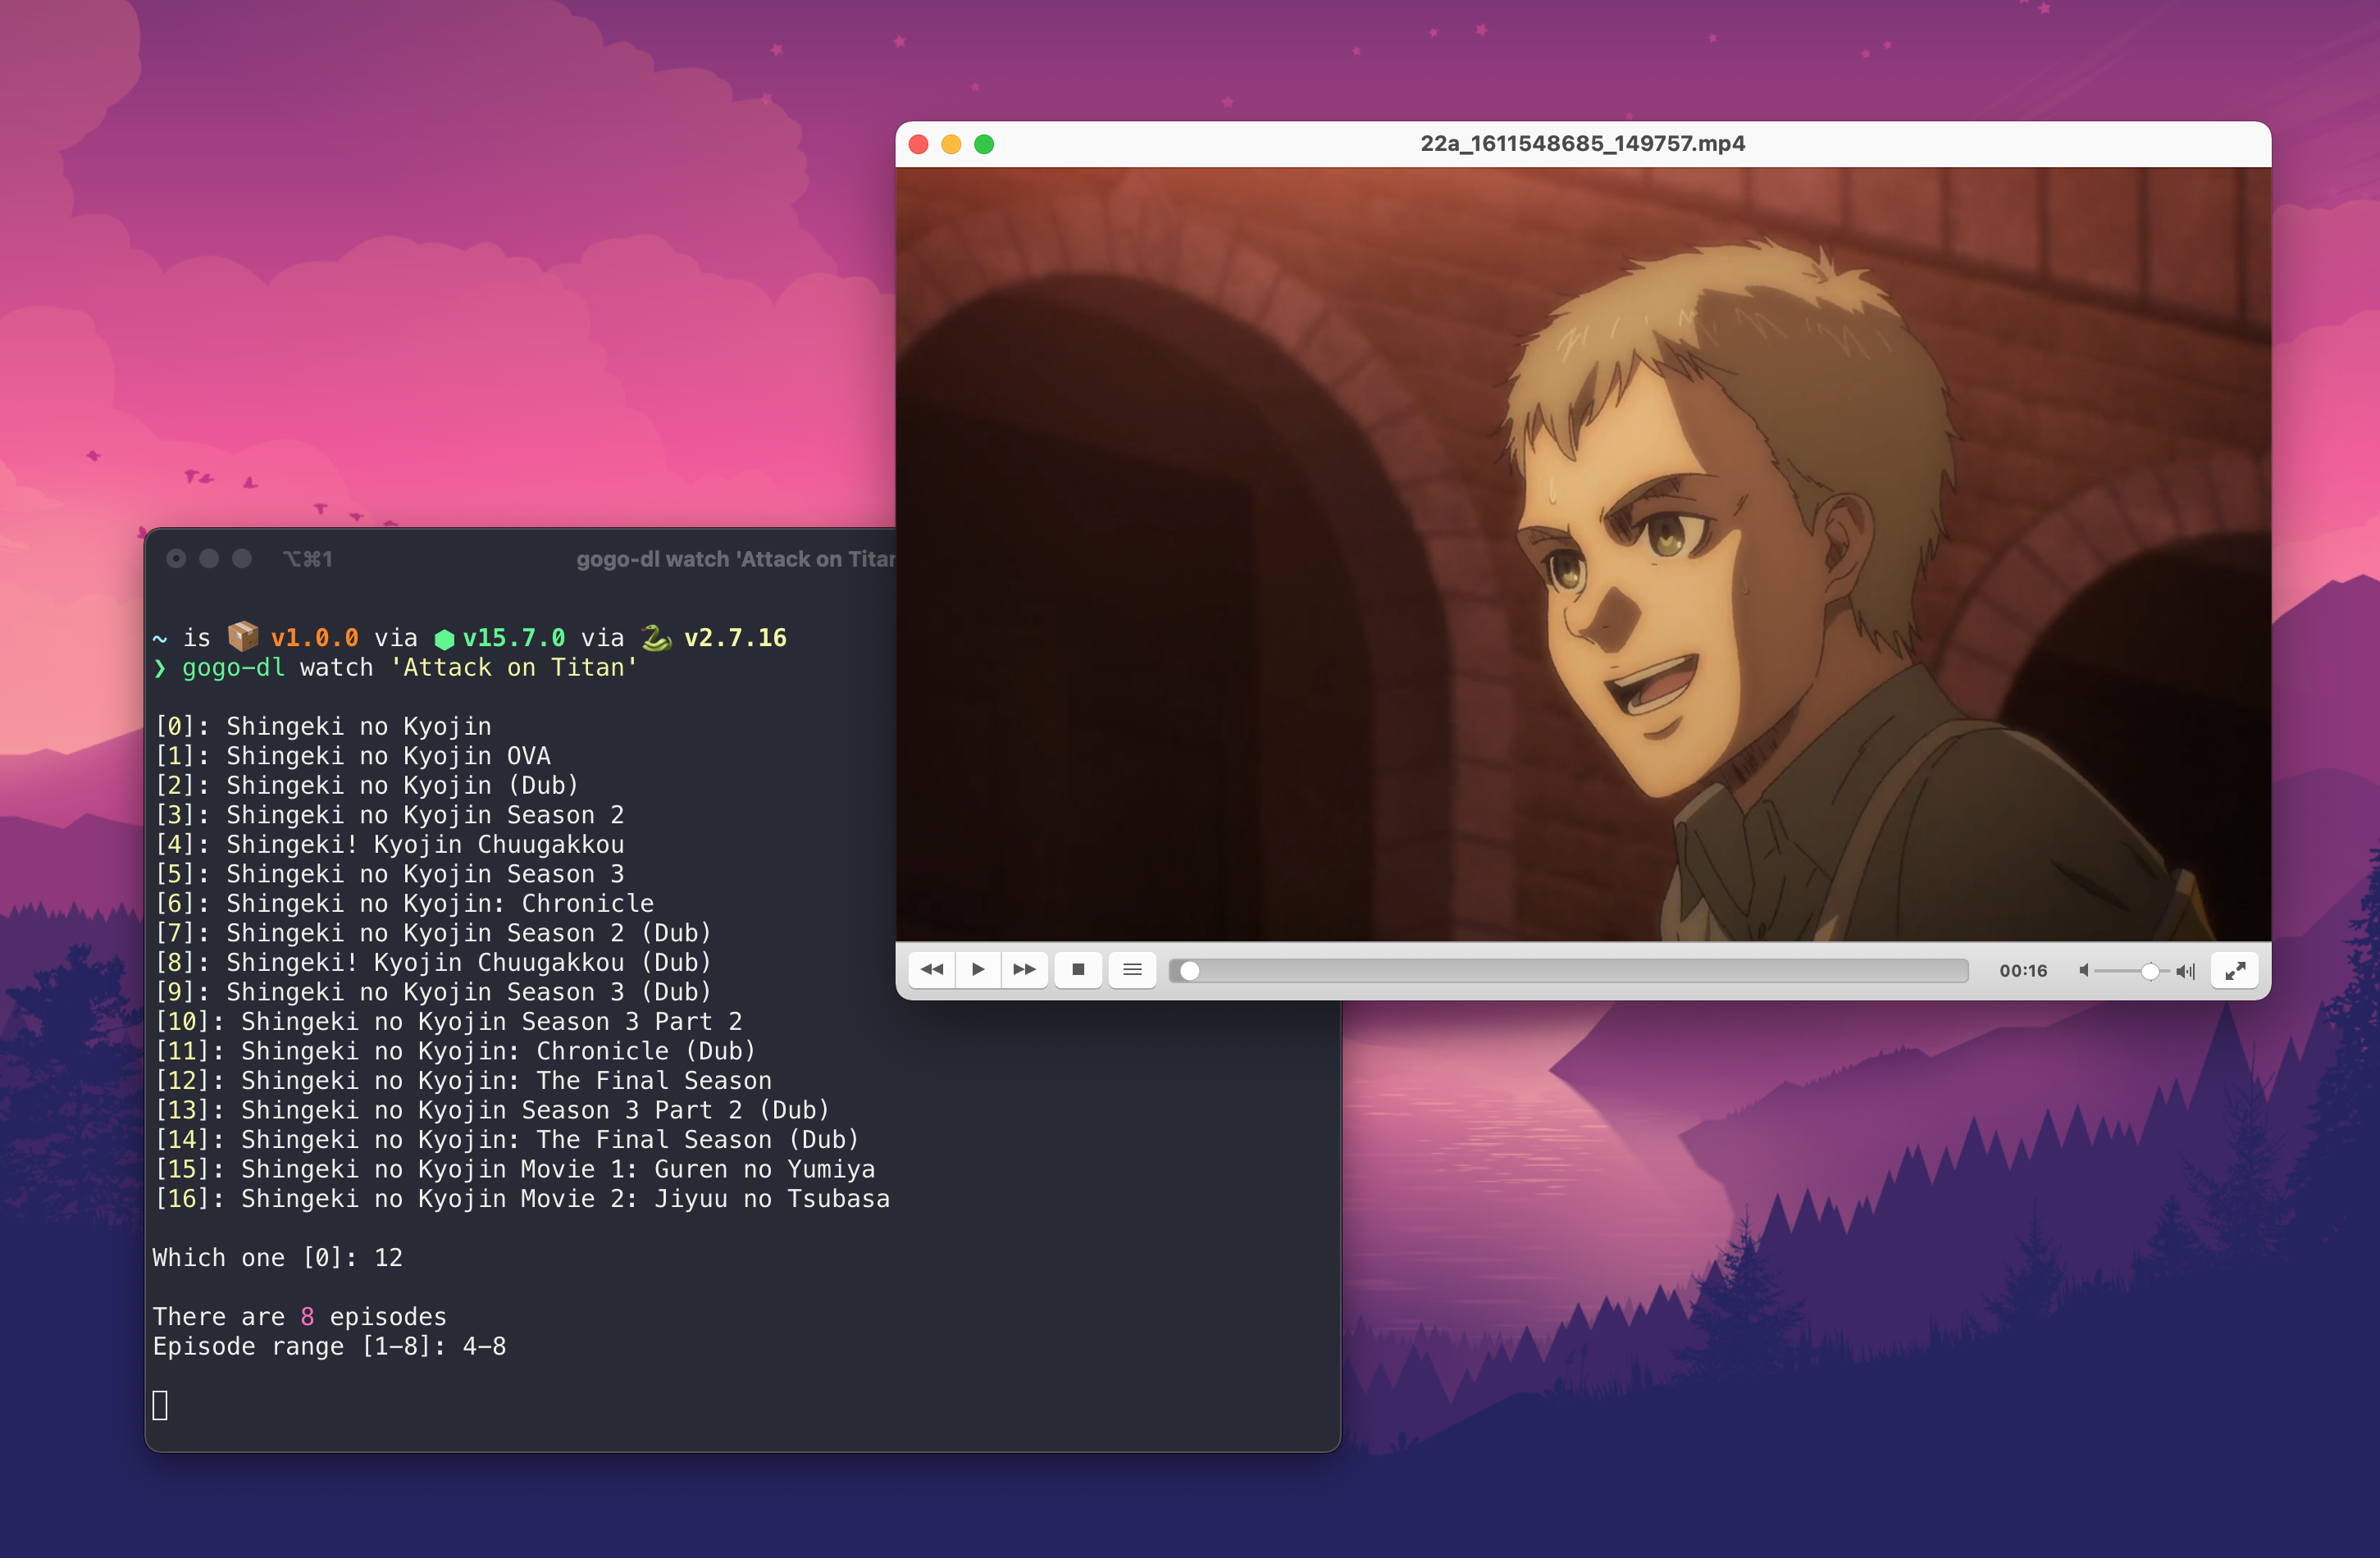 22a_1611548685_149757.mp4
00:16
⌥⌘1 gogo-dl watch 'Attack on Titan
~ is 📦 v1.0.0 via ⬢ v15.7.0 via 🐍 v2.7.16
❯ gogo-dl watch 'Attack on Titan'
[0]: Shingeki no Kyojin
[1]: Shingeki no Kyojin OVA
[2]: Shingeki no Kyojin (Dub)
[3]: Shingeki no Kyojin Season 2
[4]: Shingeki! Kyojin Chuugakkou
[5]: Shingeki no Kyojin Season 3
[6]: Shingeki no Kyojin: Chronicle
[7]: Shingeki no Kyojin Season 2 (Dub)
[8]: Shingeki! Kyojin Chuugakkou (Dub)
[9]: Shingeki no Kyojin Season 3 (Dub)
[10]: Shingeki no Kyojin Season 3 Part 2
[11]: Shingeki no Kyojin: Chronicle (Dub)
[12]: Shingeki no Kyojin: The Final Season
[13]: Shingeki no Kyojin Season 3 Part 2 (Dub)
[14]: Shingeki no Kyojin: The Final Season (Dub)
[15]: Shingeki no Kyojin Movie 1: Guren no Yumiya
[16]: Shingeki no Kyojin Movie 2: Jiyuu no Tsubasa
Which one [0]: 12
There are 8 episodes
Episode range [1-8]: 4-8